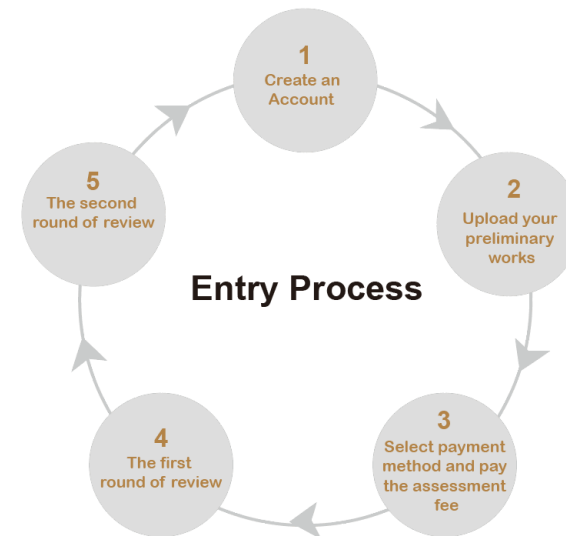 1
Create an
Account
2
Upload your
preliminary
works
3
Select payment
method and pay
the assessment
fee
4
The first
round of review
5
The second
round of review
Entry Process